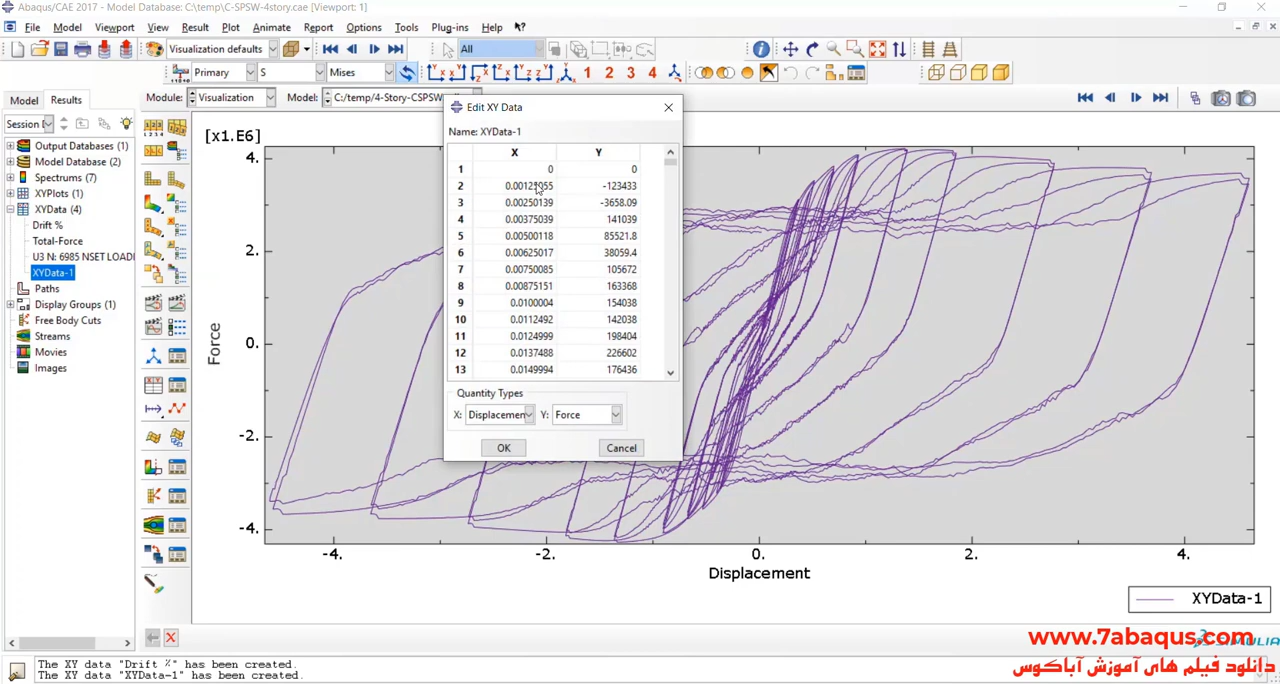 Abaqus/CAE 2017 - Model Database: C:\temp\C-SPSW-4story.cae [Viewport: 1]
File Model Viewport View Result Plot Animate Report Options Tools Plug-ins Help
Visualization defaults All
Primary S Mises 1 2 3 4
Model Results Module: Visualization Model: C:/temp/4-Story-CSPSW
Session
Output Databases (1)
Model Database (2)
Spectrums (7)
XYPlots (1)
XYData (4)
Drift %
Total-Force
U3 N: 6985 NSET LOADI
XYData-1
Paths
Display Groups (1)
Free Body Cuts
Streams
Movies
Images
Edit XY Data
Name: XYData-1
X Y
1 0 0
2 -123433
3 0.00250139 -3658.09
4 0.00375039 141039
5 0.00500118 85521.8
6 0.00625017 38059.4
7 0.00750085 105672
8 0.00875151 163368
9 0.0100004 154038
10 0.0112492 142038
11 0.0124999 198404
12 0.0137488 226602
13 0.0149994 176436
Quantity Types
X: Displacemen Y: Force
OK Cancel
[x1.E6]
4.
2.
0.
-2.
-4.
Force
-4. -2. 0. 2. 4.
Displacement
XYData-1
The XY data "Drift %" has been created.
The XY data "XYData-1" has been created.
www.7abaqus.com
دانلود فیلم های آموزش آباکوس